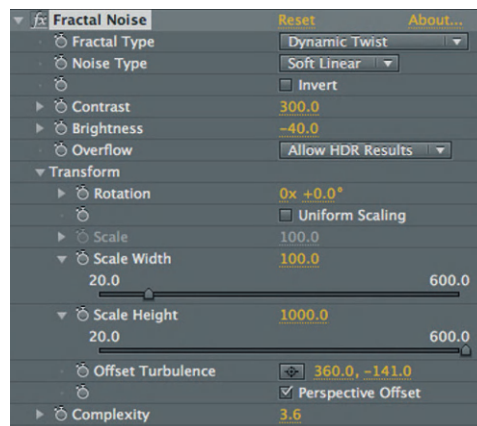 fx Fractal Noise Reset About...
Fractal Type Dynamic Twist
Noise Type Soft Linear
Invert
Contrast 300.0
Brightness -40.0
Overflow Allow HDR Results
Transform
Rotation 0x +0.0°
Uniform Scaling
Scale 100.0
Scale Width 100.0
20.0 600.0
Scale Height 1000.0
20.0 600.0
Offset Turbulence 360.0, -141.0
Perspective Offset
Complexity 3.6